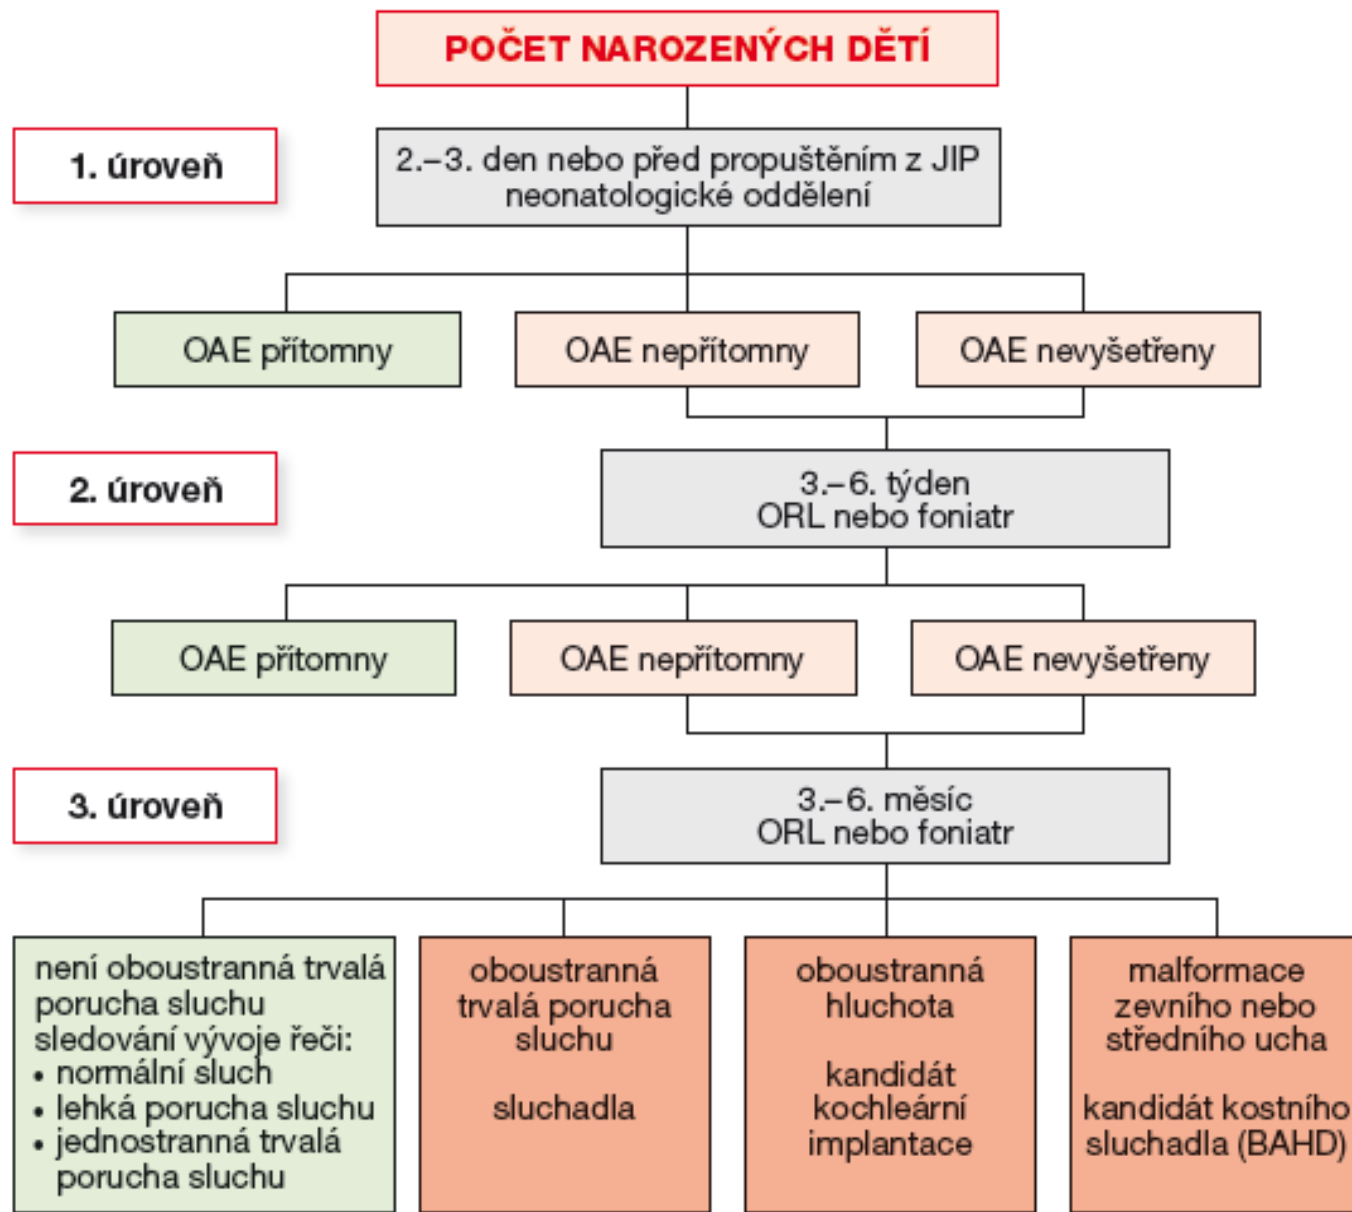 POČET NAROZENÝCH DĚTÍ
1. úroveň
2.–3. den nebo před propuštěním z JIP
neonatologické oddělení
OAE přítomny
OAE nepřítomny
OAE nevyšetřeny
2. úroveň
3.–6. týden
ORL nebo foniatr
OAE přítomny
OAE nepřítomny
OAE nevyšetřeny
3. úroveň
3.–6. měsíc
ORL nebo foniatr
není oboustranná trvalá
porucha sluchu
sledování vývoje řeči:
• normální sluch
• lehká porucha sluchu
• jednostranná trvalá
porucha sluchu
oboustranná
trvalá porucha
sluchu
sluchadla
oboustranná
hluchota
kandidát
kochleární
implantace
malformace
zevního nebo
středního ucha
kandidát kostního
sluchadla (BAHD)